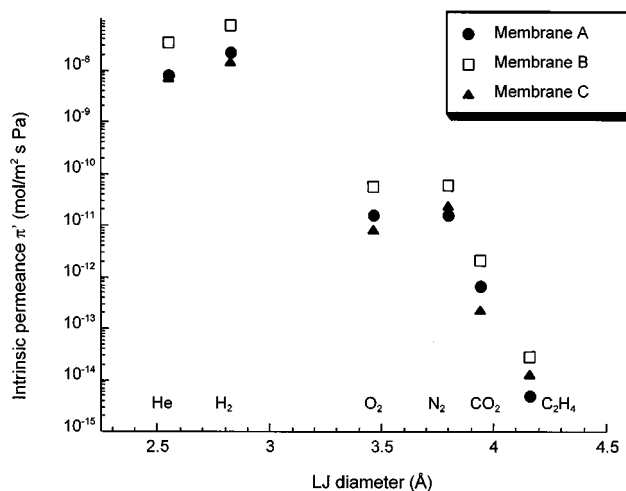 Membrane A
Membrane B
Membrane C
Intrinsic permeance π' (mol/m² s Pa)
10⁻⁸
10⁻⁹
10⁻¹⁰
10⁻¹¹
10⁻¹²
10⁻¹³
10⁻¹⁴
10⁻¹⁵
He H₂ O₂ N₂ CO₂ C₂H₄
2.5 3 3.5 4 4.5
LJ diameter (Å)